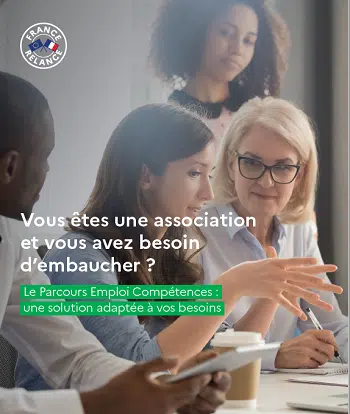 FRANCE
RELANCE
Vous êtes une association
et vous avez besoin
d'embaucher ?
Le Parcours Emploi Compétences :
une solution adaptée à vos besoins